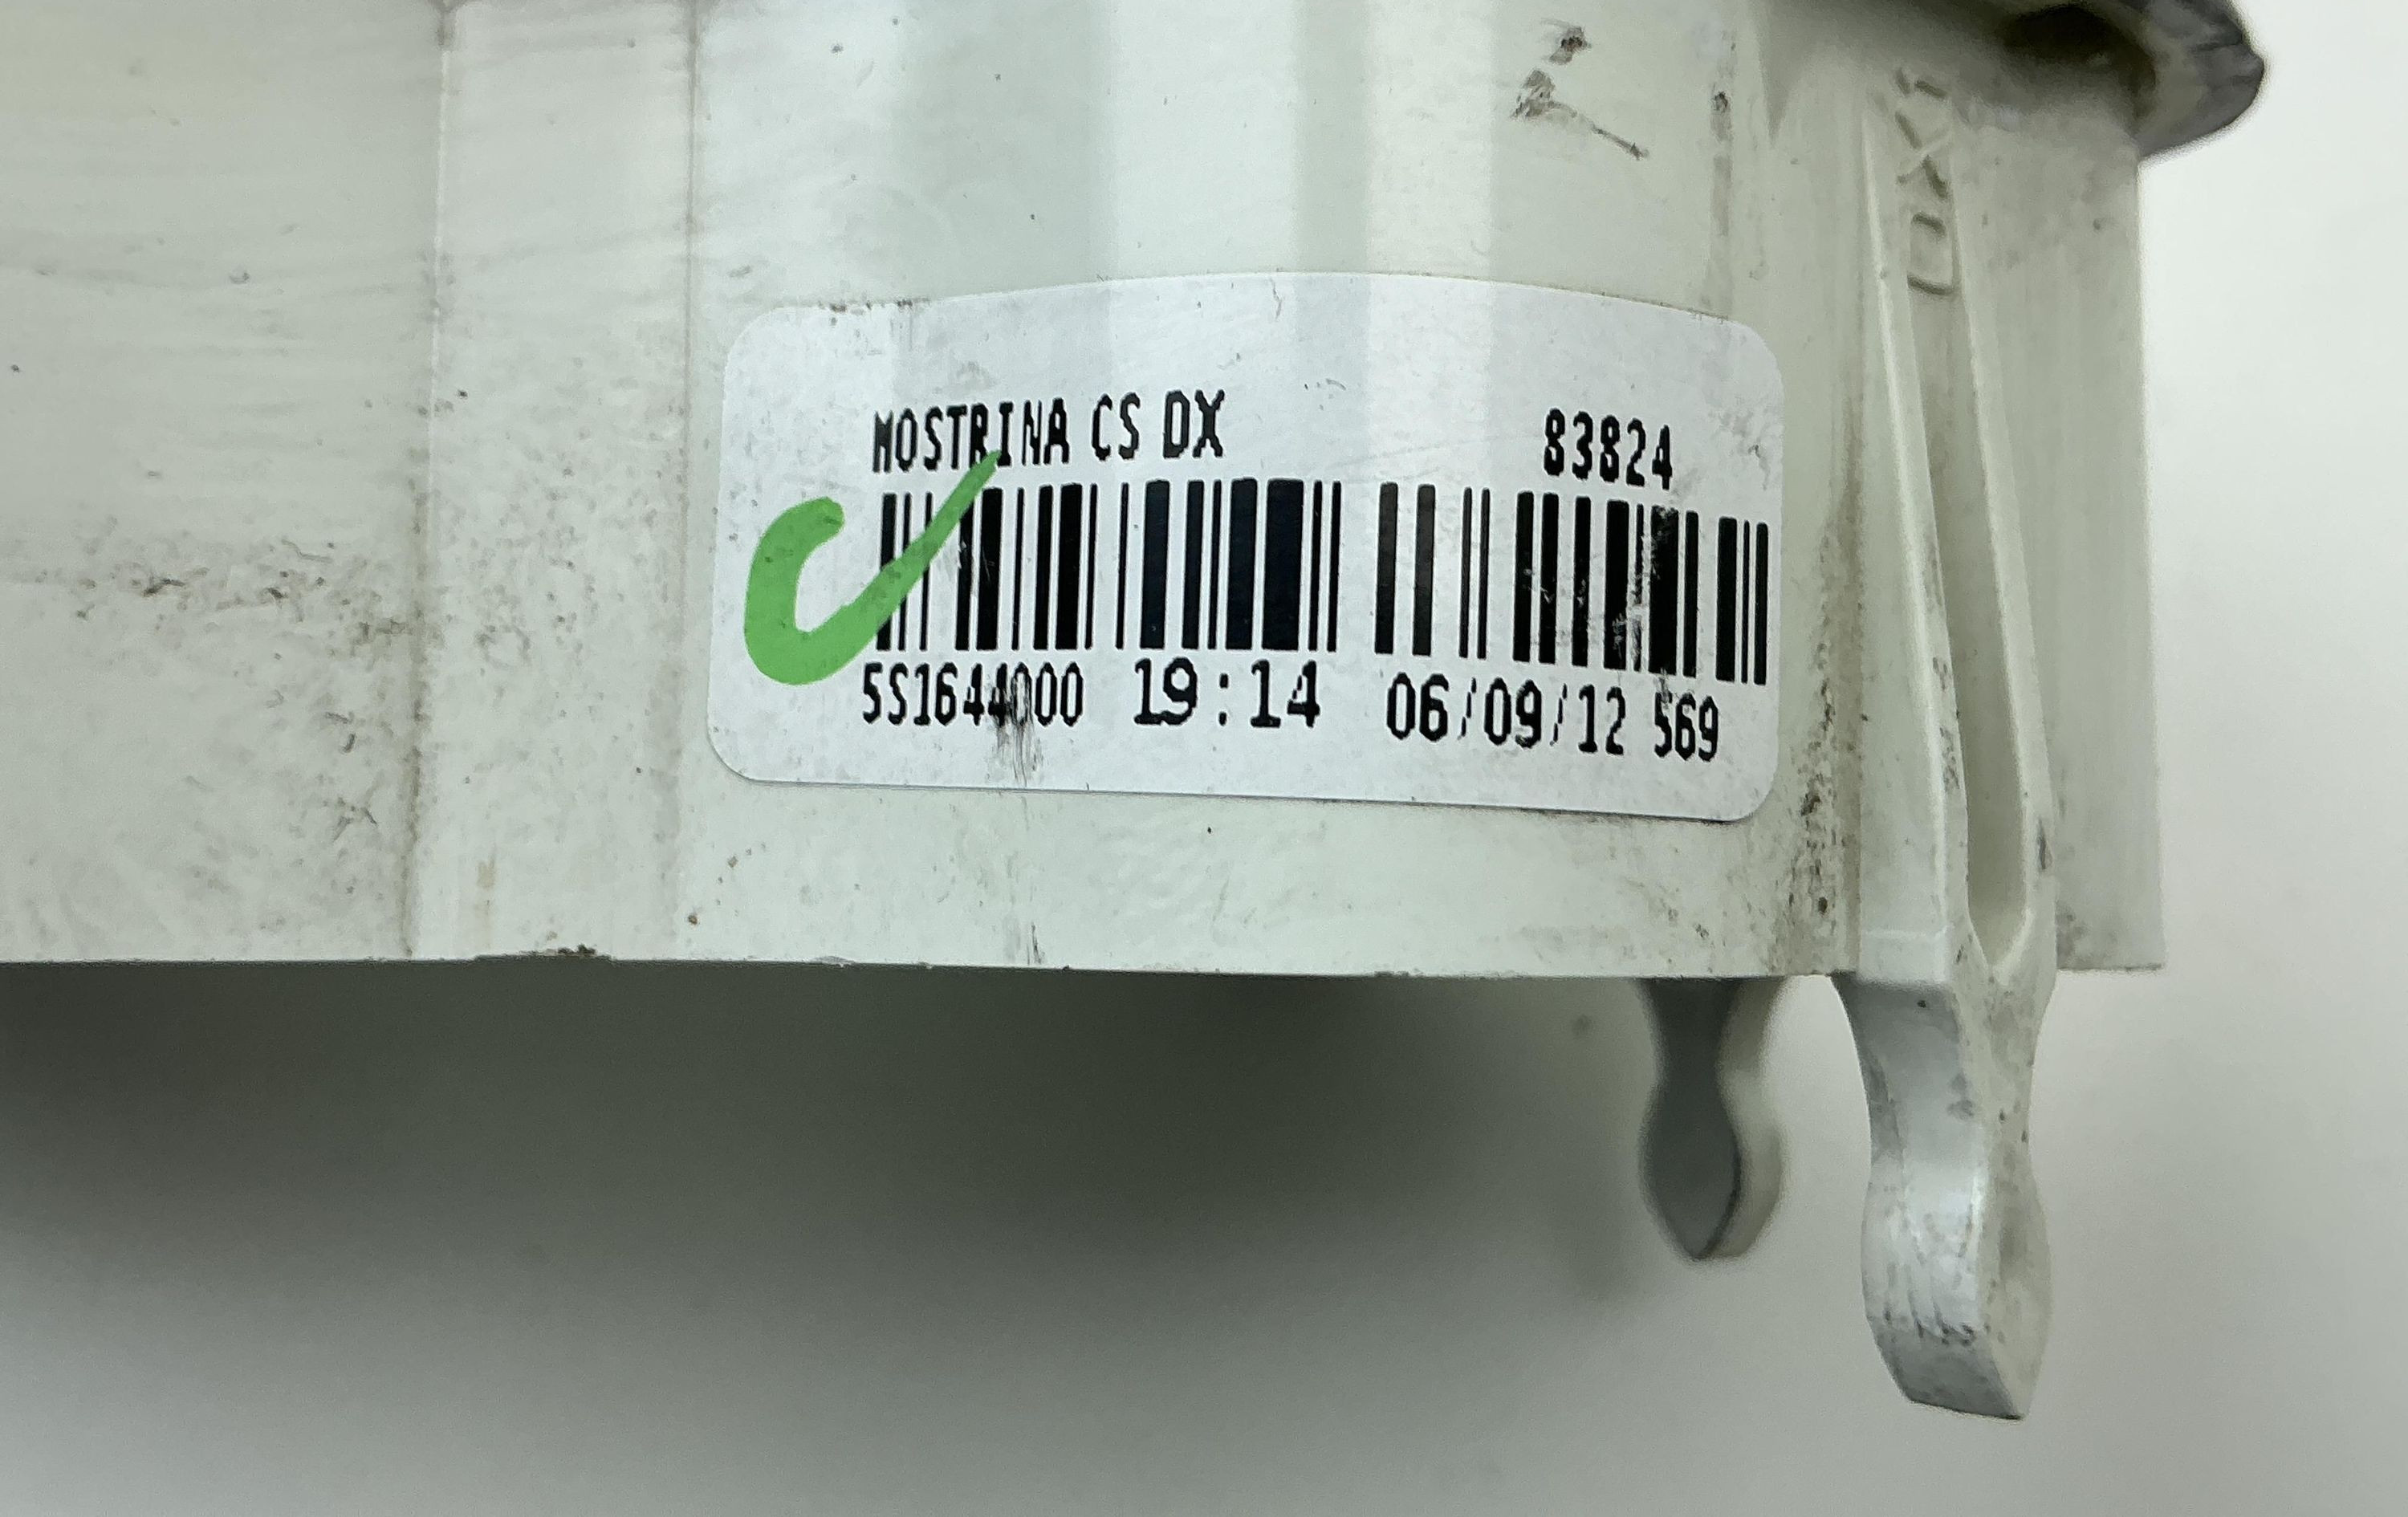 MOSTRINA CS DX 83824
5S1644000 19:14 06/09/12 569